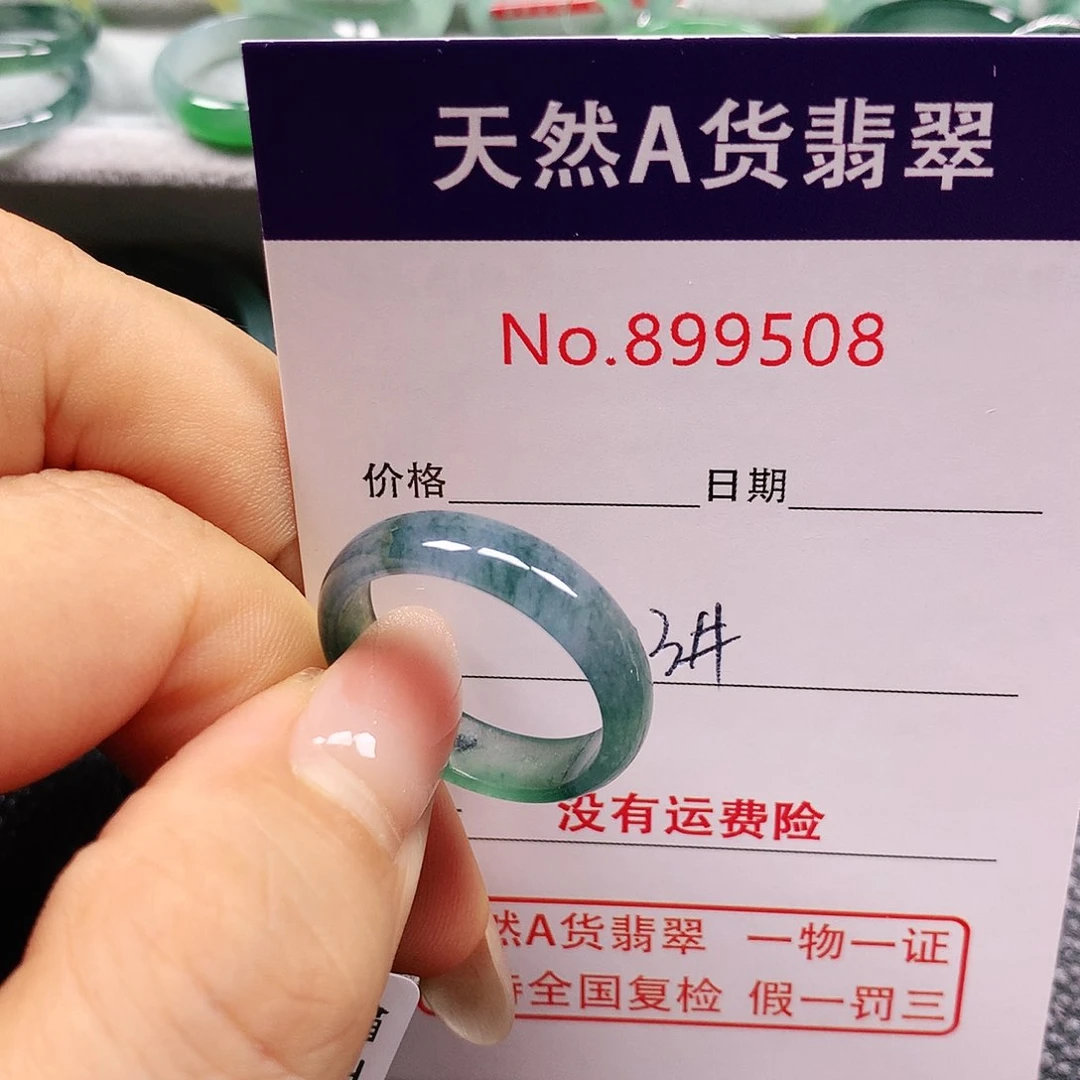 天然A货翡翠
No.899508
价格 日期
3#
没有运费险
然A货翡翠 一物一证
持全国复检 假一罚三